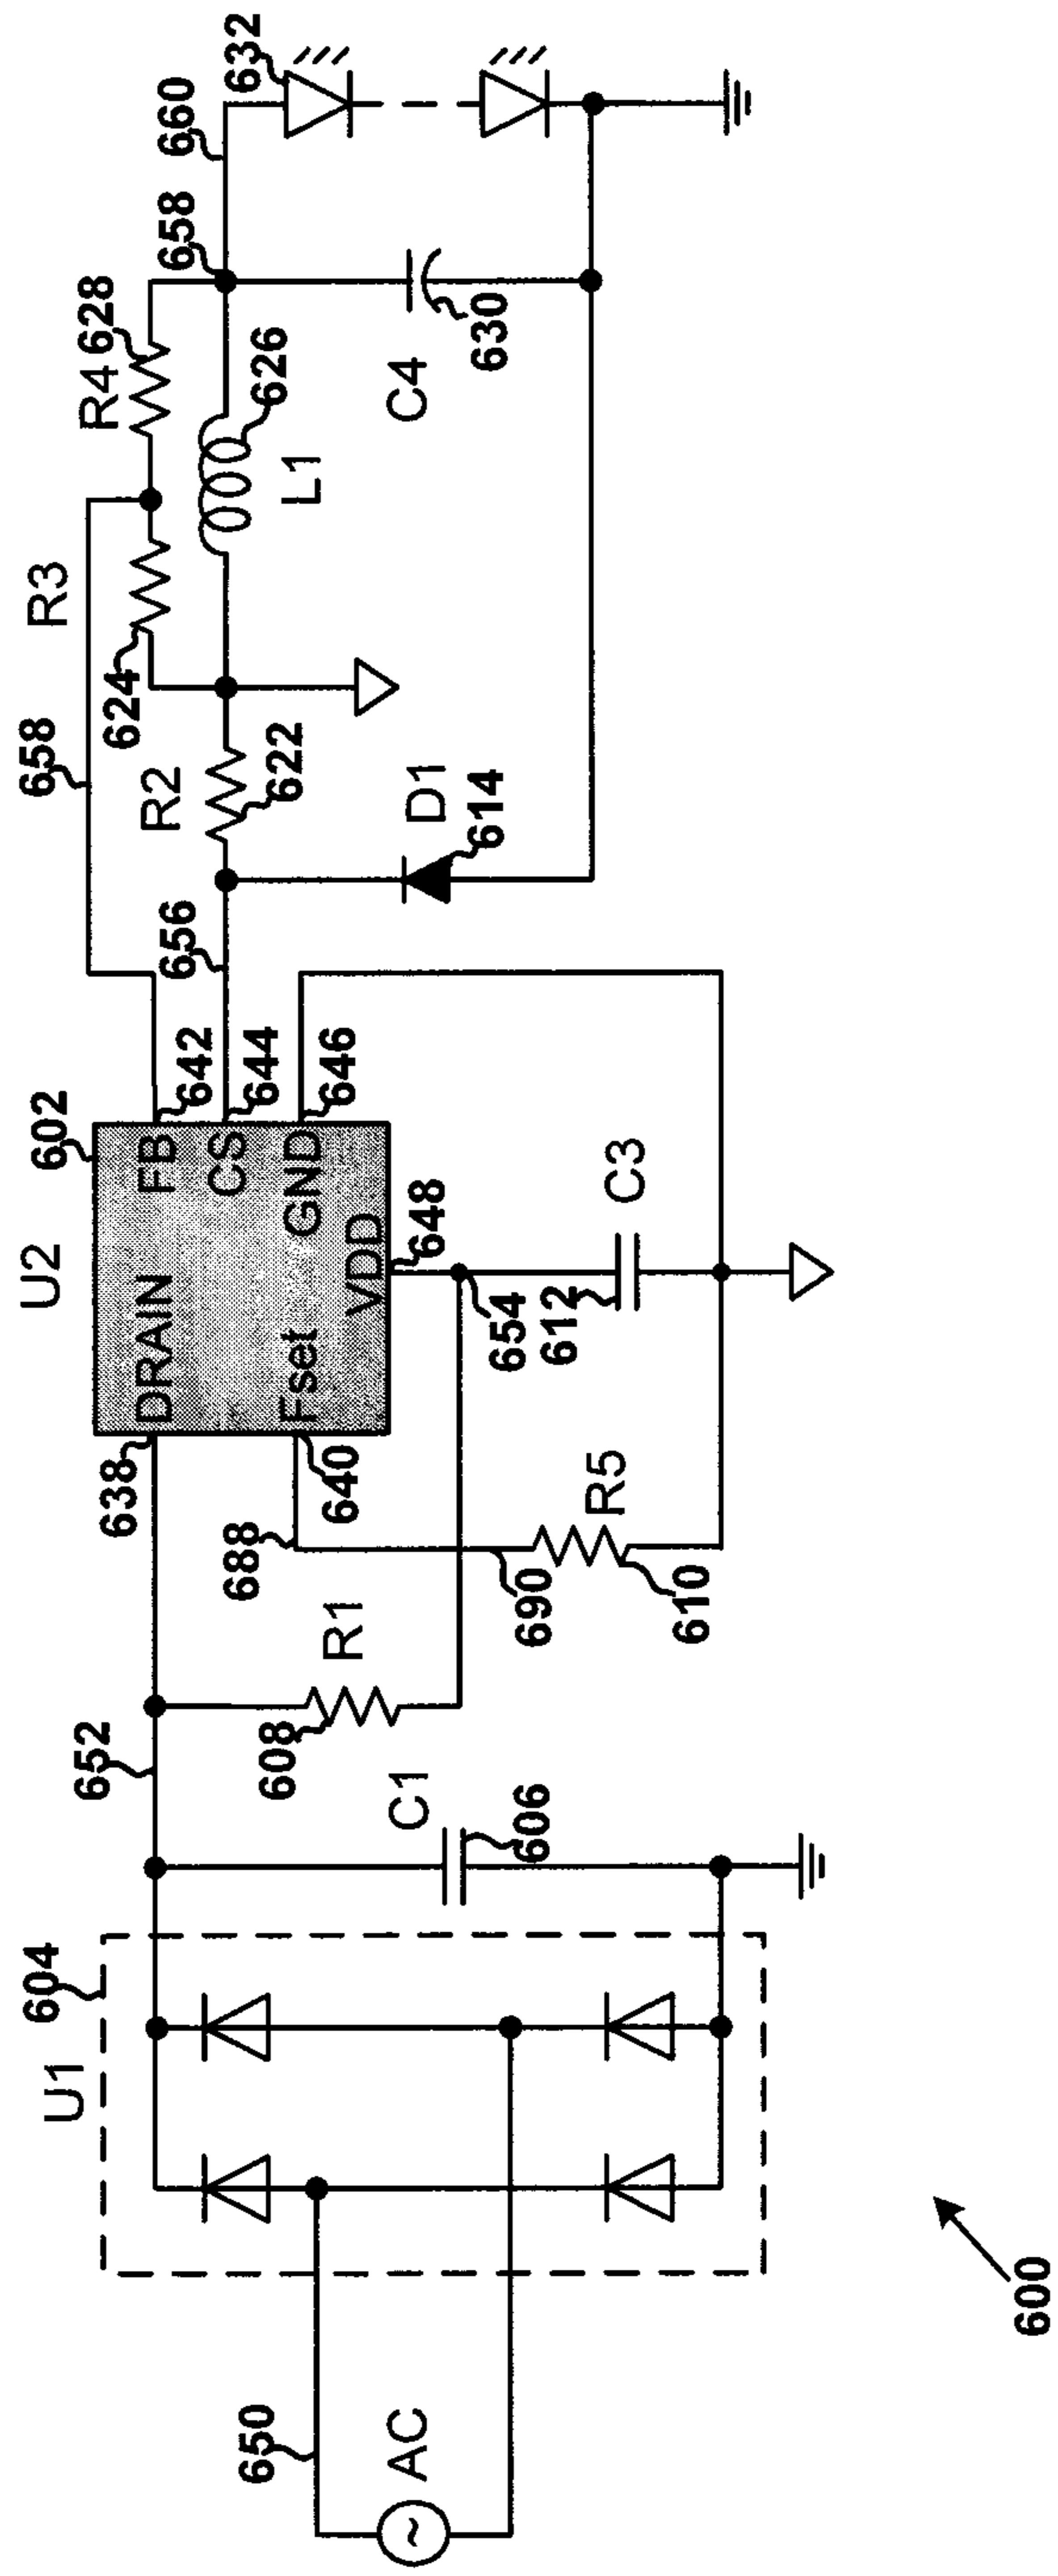 600
650
AC
~
U1
604
C1
606
652
608
R1
688
690
R5
610
U2
602
638
DRAIN
640
Fset
FB
642
CS
644
GND
646
VDD
648
654
612
C3
658
656
R2
622
D1
614
R3
624
R4
628
626
L1
658
660
C4
630
632